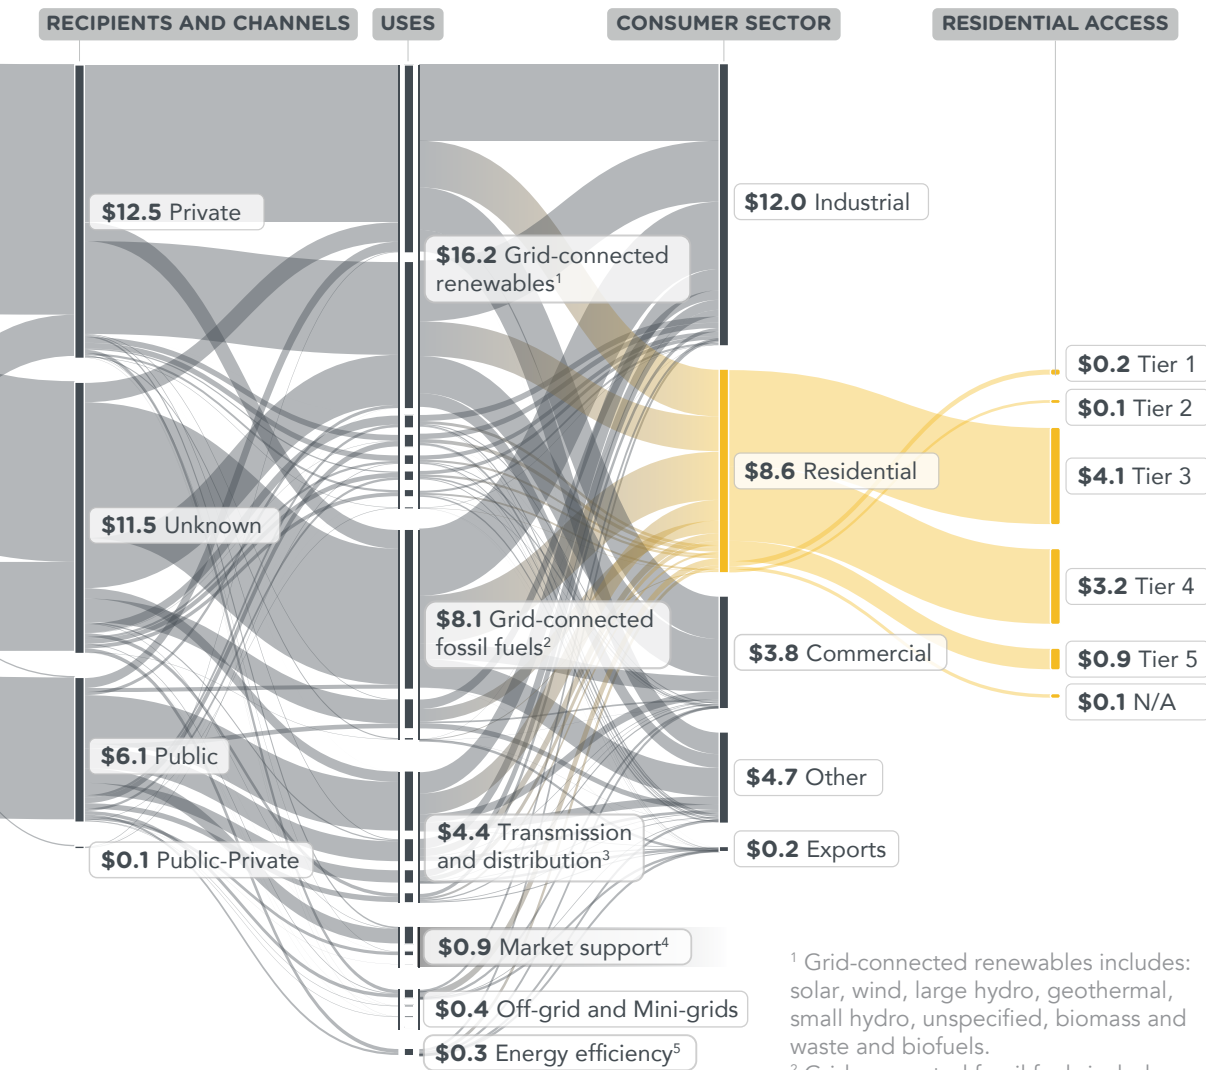 RECIPIENTS AND CHANNELS
USES
CONSUMER SECTOR
RESIDENTIAL ACCESS
$12.5 Private
$11.5 Unknown
$6.1 Public
$0.1 Public-Private
$16.2 Grid-connected
renewables¹
$8.1 Grid-connected
fossil fuels²
$4.4 Transmission
and distribution³
$0.9 Market support⁴
$0.4 Off-grid and Mini-grids
$0.3 Energy efficiency⁵
$12.0 Industrial
$8.6 Residential
$3.8 Commercial
$4.7 Other
$0.2 Exports
$0.2 Tier 1
$0.1 Tier 2
$4.1 Tier 3
$3.2 Tier 4
$0.9 Tier 5
$0.1 N/A
¹ Grid-connected renewables includes:
solar, wind, large hydro, geothermal,
small hydro, unspecified, biomass and
waste and biofuels.